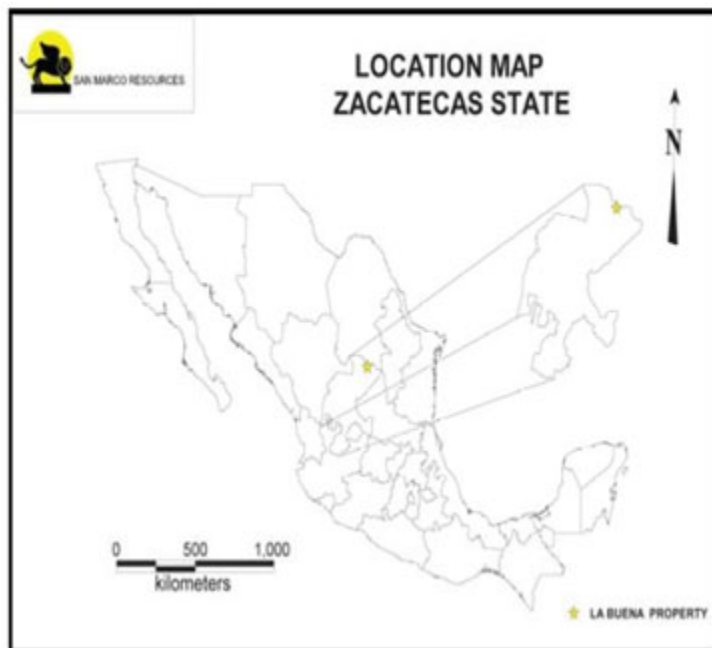 SAN MARCO RESOURCES
LOCATION MAP
ZACATECAS STATE
N
0 500 1,000
kilometers
LA BUENA PROPERTY